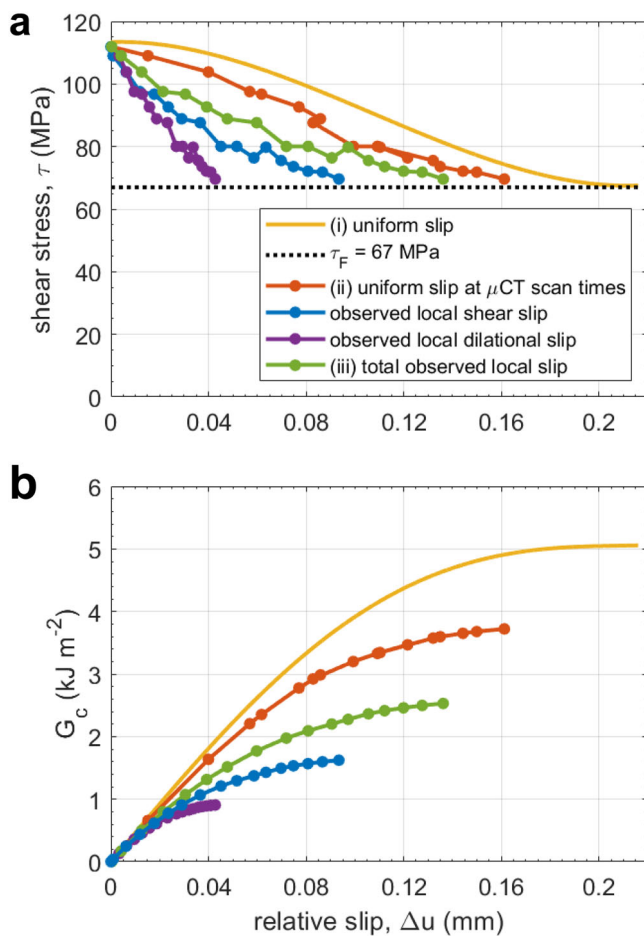 a
120
100
80
60
40
20
0
shear stress, τ (MPa)
(i) uniform slip
τF = 67 MPa
(ii) uniform slip at μCT scan times
observed local shear slip
observed local dilational slip
(iii) total observed local slip
0 0.04 0.08 0.12 0.16 0.2
b
6
5
4
3
2
1
0
Gc (kJ m-2)
0 0.04 0.08 0.12 0.16 0.2
relative slip, Δu (mm)